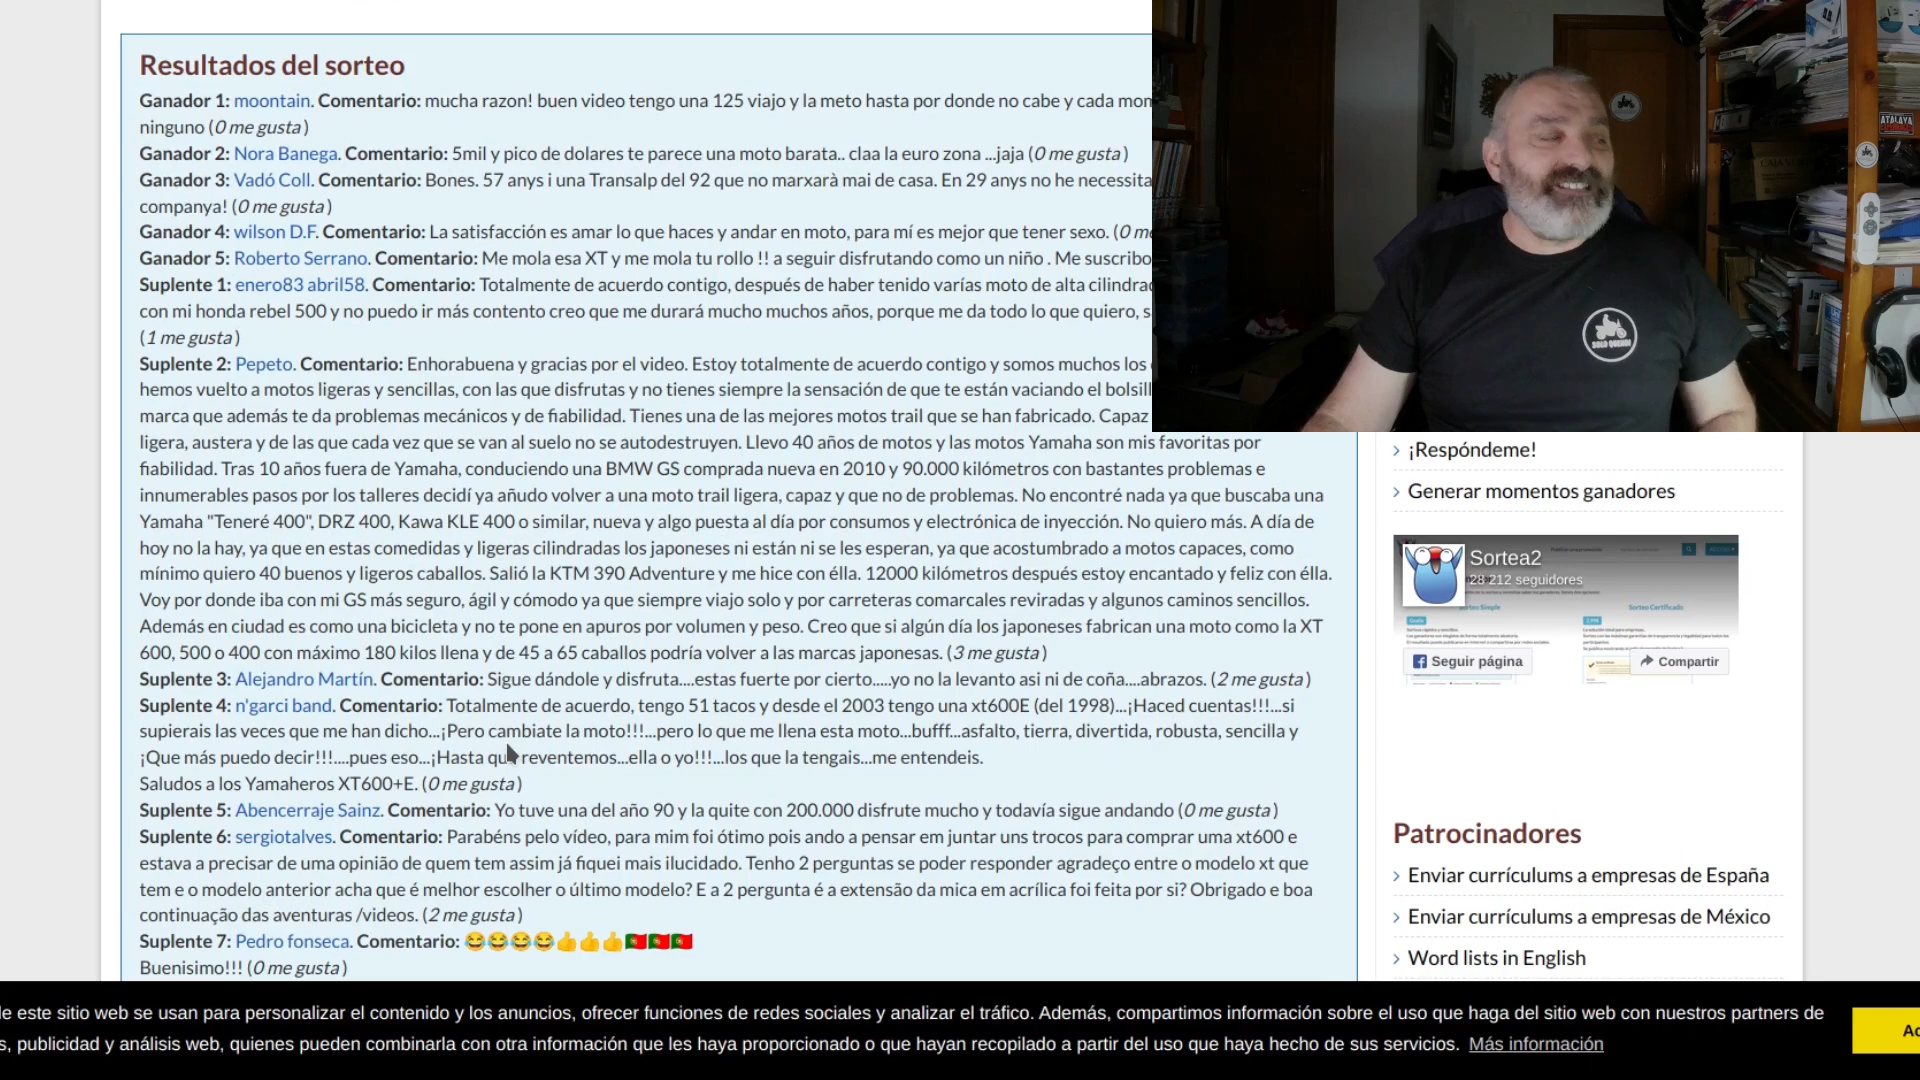 Resultados del sorteo
Ganador 1: moontain. Comentario: mucha razon! buen video tengo una 125 viajo y la meto hasta por donde no cabe y cada
ninguno (0 me gusta)
Ganador 2: Nora Banega. Comentario: 5mil y pico de dolares te parece una moto barata.. claa la euro zona ...jaja (0 me gusta)
Ganador 3: Vadó Coll. Comentario: Bones. 57 anys i una Transalp del 92 que no marxarà mai de casa. En 29 anys no he
companya! (0 me gusta)
Ganador 4: wilson D.F. Comentario: La satisfacción es amar lo que haces y andar en moto, para mí es mejor que tener sexo. (0
Ganador 5: Roberto Serrano. Comentario: Me mola esa XT y me mola tu rollo !! a seguir disfrutando como un niño . Me suscribo
Suplente 1: enero83 abril58. Comentario: Totalmente de acuerdo contigo, después de haber tenido varías moto de alta
con mi honda rebel 500 y no puedo ir más contento creo que me durará mucho muchos años, porque me da todo lo que quiero,
(1 me gusta)
Suplente 2: Pepeto. Comentario: Enhorabuena y gracias por el video. Estoy totalmente de acuerdo contigo y somos muchos los
hemos vuelto a motos ligeras y sencillas, con las que disfrutas y no tienes siempre la sensación de que te están vaciando el
marca que además te da problemas mecánicos y de fiabilidad. Tienes una de las mejores motos trail que se han fabricado. Capaz
ligera, austera y de las que cada vez que se van al suelo no se autodestruyen. Llevo 40 años de motos y las motos Yamaha son mis favoritas por
fiabilidad. Tras 10 años fuera de Yamaha, conduciendo una BMW GS comprada nueva en 2010 y 90.000 kilómetros con bastantes problemas e
innumerables pasos por los talleres decidí ya añudo volver a una moto trail ligera, capaz y que no de problemas. No encontré nada ya que buscaba una
Yamaha "Teneré 400", DRZ 400, Kawa KLE 400 o similar, nueva y algo puesta al día por consumos y electrónica de inyección. No quiero más. A día de
hoy no la hay, ya que en estas comedidas y ligeras cilindradas los japoneses ni están ni se les esperan, ya que acostumbrado a motos capaces, como
mínimo quiero 40 buenos y ligeros caballos. Salió la KTM 390 Adventure y me hice con élla. 12000 kilómetros después estoy encantado y feliz con élla.
Voy por donde iba con mi GS más seguro, ágil y cómodo ya que siempre viajo solo y por carreteras comarcales reviradas y algunos caminos sencillos.
Además en ciudad es como una bicicleta y no te pone en apuros por volumen y peso. Creo que si algún día los japoneses fabrican una moto como la XT
600, 500 o 400 con máximo 180 kilos llena y de 45 a 65 caballos podría volver a las marcas japonesas. (3 me gusta)
Suplente 3: Alejandro Martín. Comentario: Sigue dándole y disfruta....estas fuerte por cierto.....yo no la levanto asi ni de coña....abrazos. (2 me gusta)
Suplente 4: n'garci band. Comentario: Totalmente de acuerdo, tengo 51 tacos y desde el 2003 tengo una xt600E (del 1998)...¡Haced cuentas!!!...si
supierais las veces que me han dicho...¡Pero cambiate la moto!!!...pero lo que me llena esta moto...bufff...asfalto, tierra, divertida, robusta, sencilla y
¡Que más puedo decir!!!....pues eso...¡Hasta que reventemos...ella o yo!!!...los que la tengais...me entendeis.
Saludos a los Yamaheros XT600+E. (0 me gusta)
Suplente 5: Abencerraje Sainz. Comentario: Yo tuve una del año 90 y la quite con 200.000 disfrute mucho y todavía sigue andando (0 me gusta)
Suplente 6: sergiotalves. Comentario: Parabéns pelo vídeo, para mim foi ótimo pois ando a pensar em juntar uns trocos para comprar uma xt600 e
estava a precisar de uma opinião de quem tem assim já fiquei mais ilucidado. Tenho 2 perguntas se poder responder agradeço entre o modelo xt que
tem e o modelo anterior acha que é melhor escolher o último modelo? E a 2 pergunta é a extensão da mica em acrílica foi feita por si? Obrigado e boa
continuação das aventuras /videos. (2 me gusta)
Suplente 7: Pedro fonseca. Comentario: 😂😂😂😂👍👍👍🇵🇹🇵🇹🇵🇹
Buenisimo!!! (0 me gusta)
ATALAYA
¡Respóndeme!
Generar momentos ganadores
Sortea2
28 212 seguidores
Sorteo Certificado
Seguir página
Compartir
Patrocinadores
Enviar currículums a empresas de España
Enviar currículums a empresas de México
Word lists in English
este sitio web se usan para personalizar el contenido y los anuncios, ofrecer funciones de redes sociales y analizar el tráfico. Además, compartimos información sobre el uso que haga del sitio web con nuestros partners de
publicidad y análisis web, quienes pueden combinarla con otra información que les haya proporcionado o que hayan recopilado a partir del uso que haya hecho de sus servicios. Más información